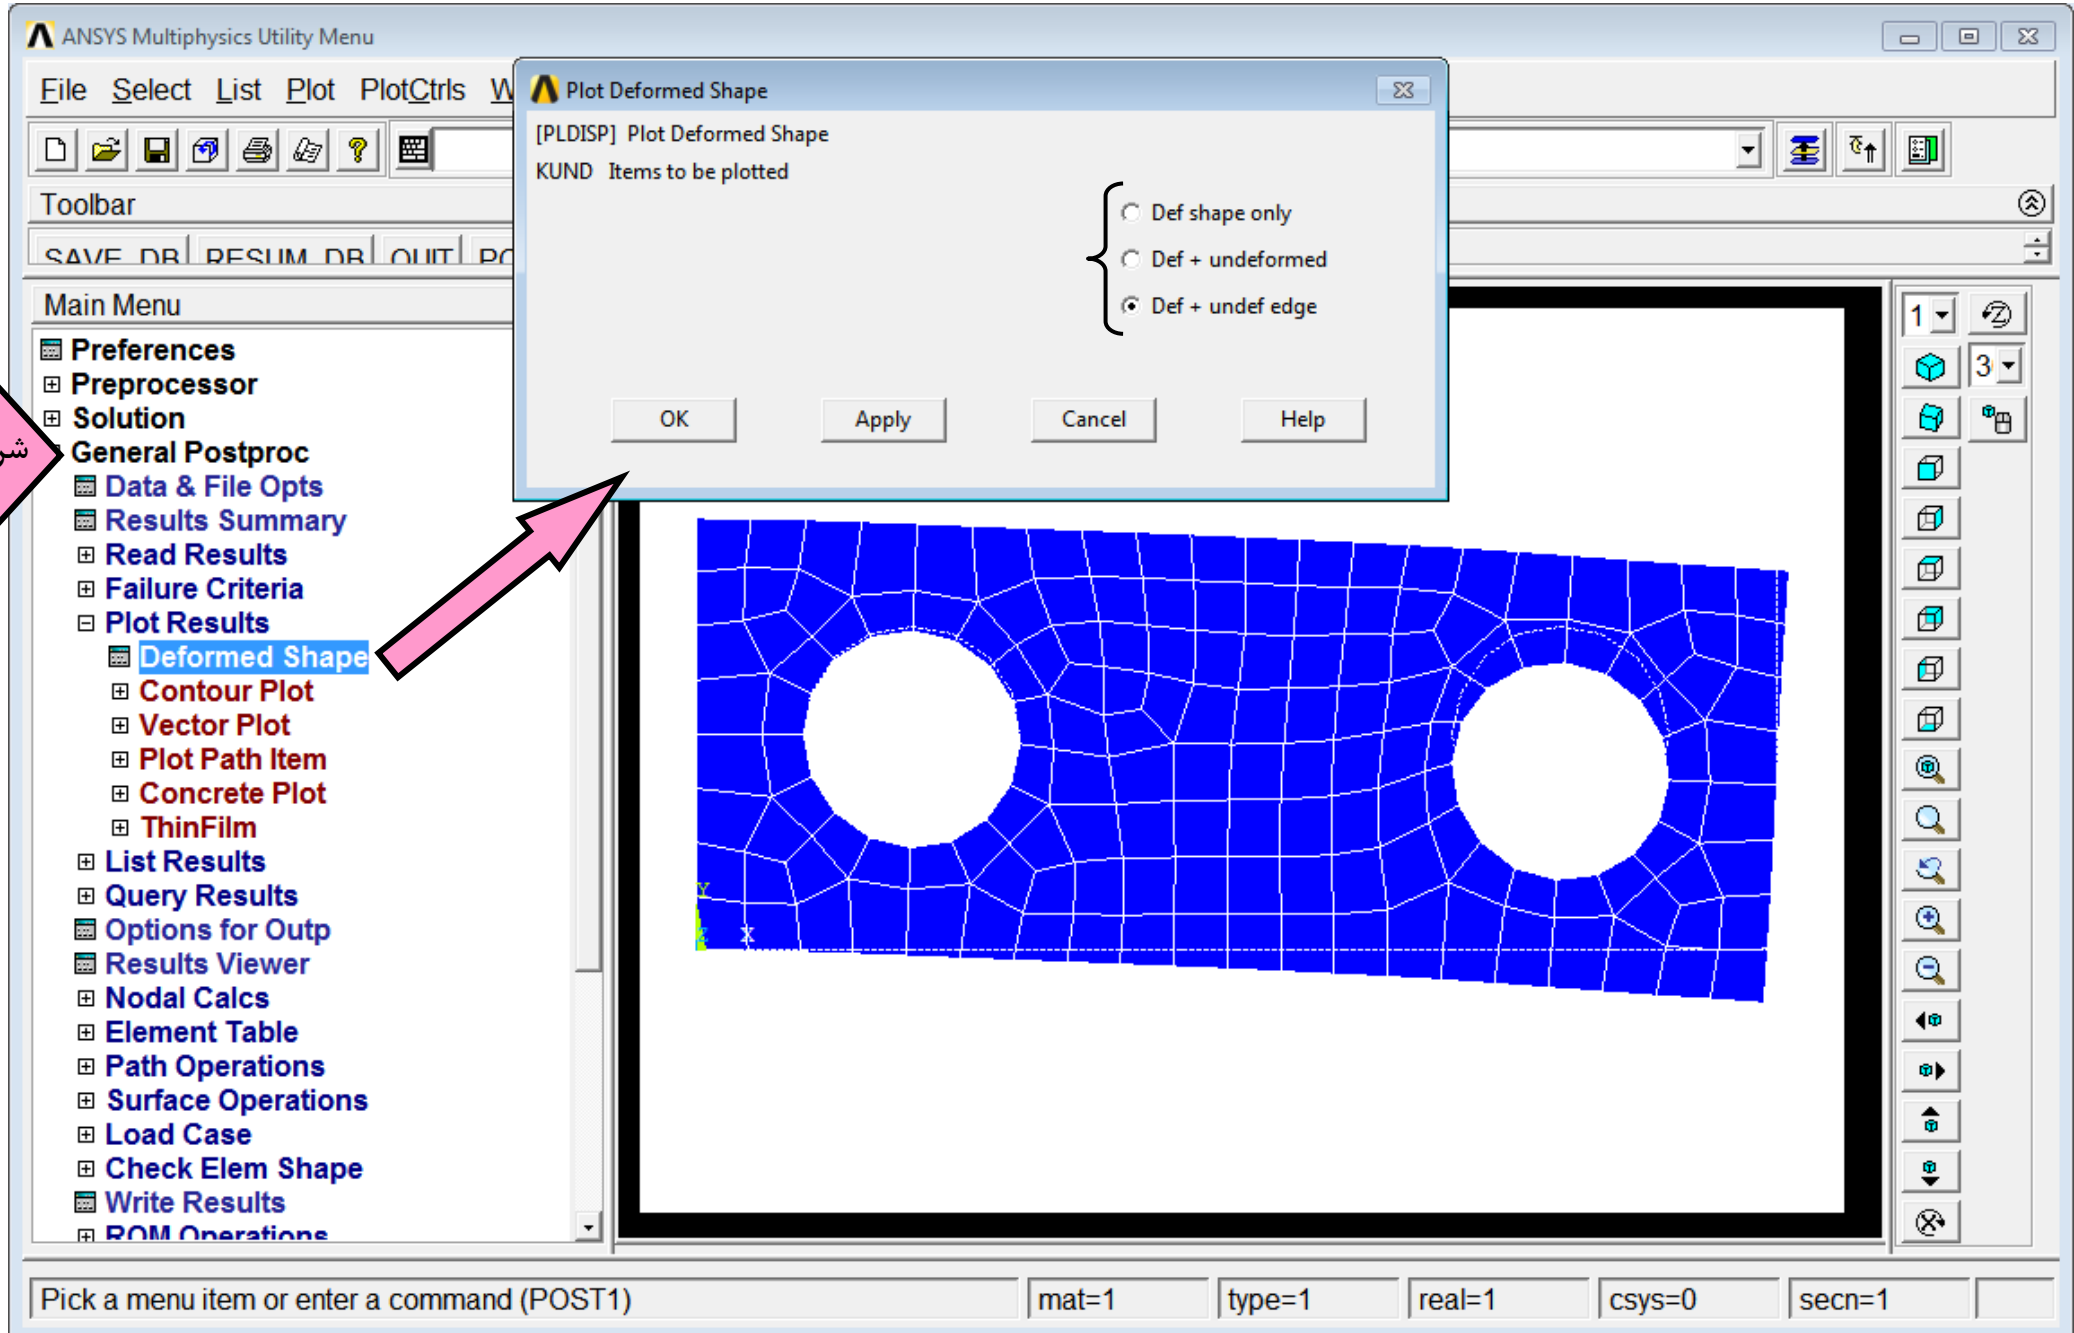 ANSYS Multiphysics Utility Menu
File Select List Plot PlotCtrls W
Plot Deformed Shape
[PLDISP] Plot Deformed Shape
KUND Items to be plotted
Def shape only
Def + undeformed
Def + undef edge
OK Apply Cancel Help
Toolbar
SAVE_DB RESUM_DB QUIT PO
Main Menu
Preferences
Preprocessor
Solution
General Postproc
Data & File Opts
Results Summary
Read Results
Failure Criteria
Plot Results
Deformed Shape
Contour Plot
Vector Plot
Plot Path Item
Concrete Plot
ThinFilm
List Results
Query Results
Options for Outp
Results Viewer
Nodal Calcs
Element Table
Path Operations
Surface Operations
Load Case
Check Elem Shape
Write Results
ROM Operations
شر
Y
Z X
1
3
Pick a menu item or enter a command (POST1) mat=1 type=1 real=1 csys=0 secn=1